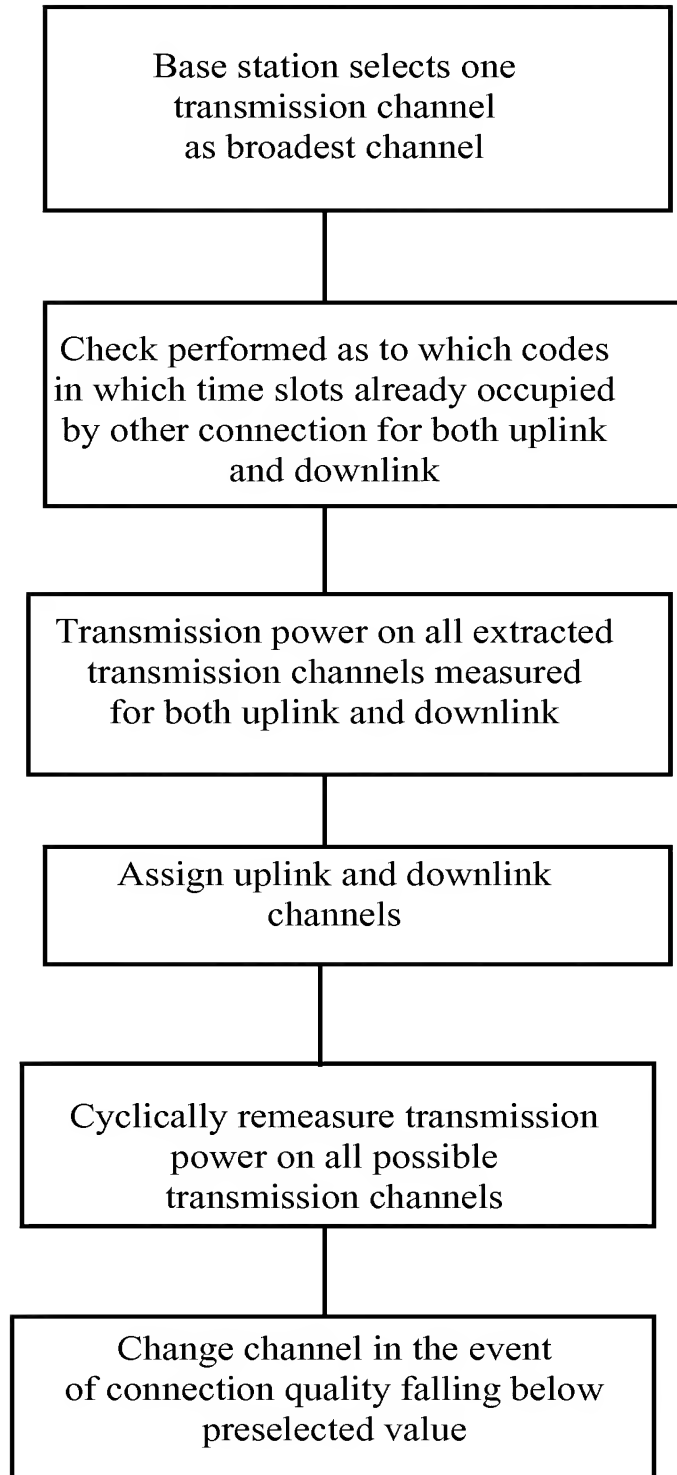 Base station selects one
transmission channel
as broadest channel
Check performed as to which codes
in which time slots already occupied
by other connection for both uplink
and downlink
Transmission power on all extracted
transmission channels measured
for both uplink and downlink
Assign uplink and downlink
channels
Cyclically remeasure transmission
power on all possible
transmission channels
Change channel in the event
of connection quality falling below
preselected value